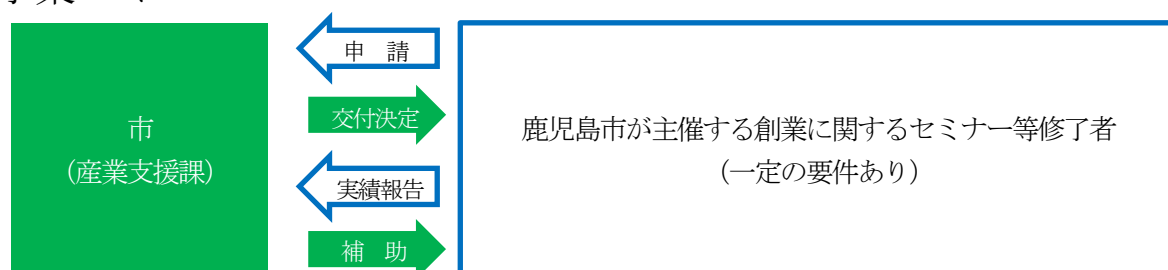 市
（産業支援課）
申　請
交付決定
実績報告
補　助
鹿児島市が主催する創業に関するセミナー等修了者
（一定の要件あり）